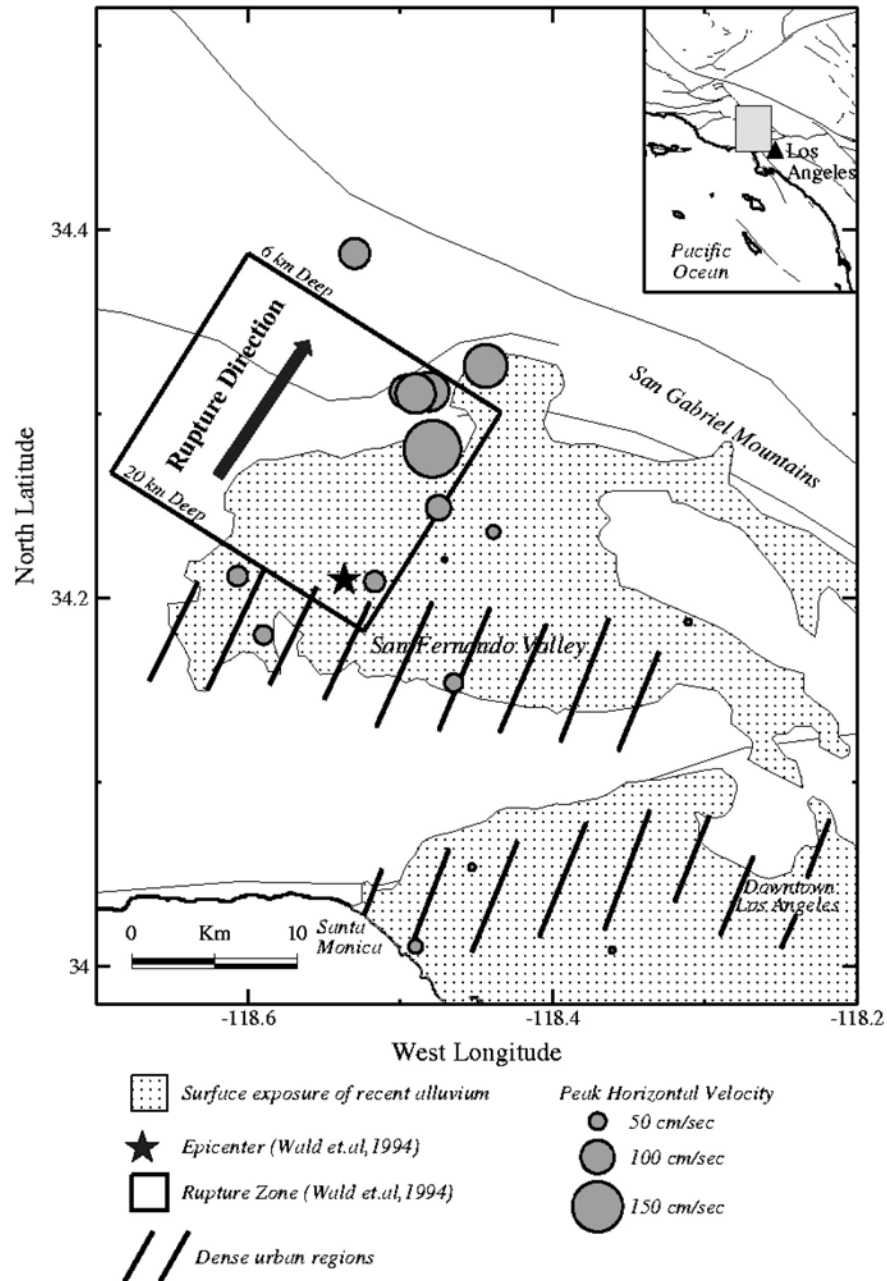 Los
Angeles
Pacific
Ocean
34.4
34.2
34
North Latitude
6 km Deep
Rupture Direction
20 km Deep
San Gabriel Mountains
San Fernando Valley
Downtown
Los Angeles
Santa
Monica
0 Km 10
-118.6 -118.4 -118.2
West Longitude
Surface exposure of recent alluvium
Epicenter (Wald et.al,1994)
Rupture Zone (Wald et.al,1994)
Dense urban regions
Peak Horizontal Velocity
50 cm/sec
100 cm/sec
150 cm/sec